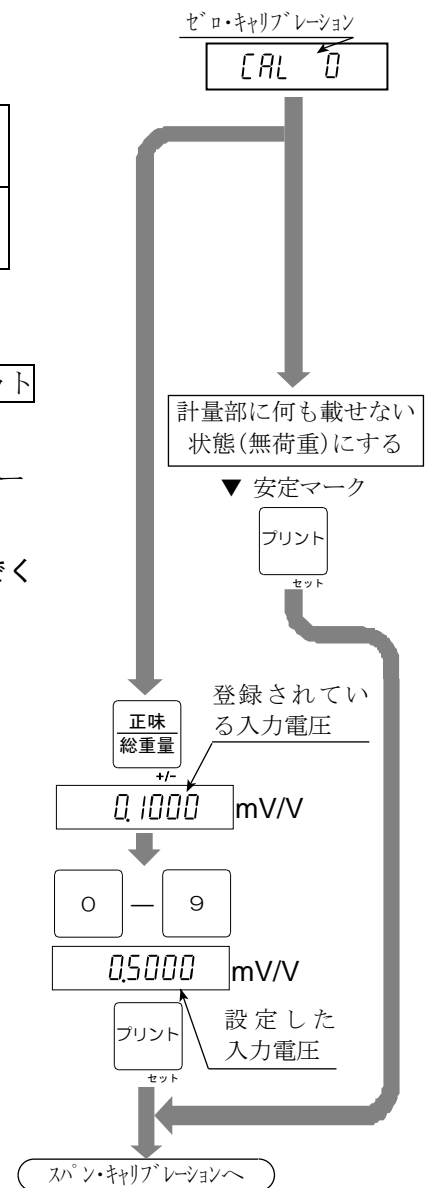 ｾﾞﾛ・ｷｬﾘﾌﾞﾚｰｼｮﾝ
CAL 0
ット
ー
きく
計量部に何も載せない
状態(無荷重)にする
▼ 安定マーク
プリント
セット
登録されてい
る入力電圧
正味
総重量
+/-
0.1000 mV/V
0 — 9
0.5000 mV/V
プリント
セット
設定した
入力電圧
ｽﾊﾟﾝ・ｷｬﾘﾌﾞﾚｰｼｮﾝへ